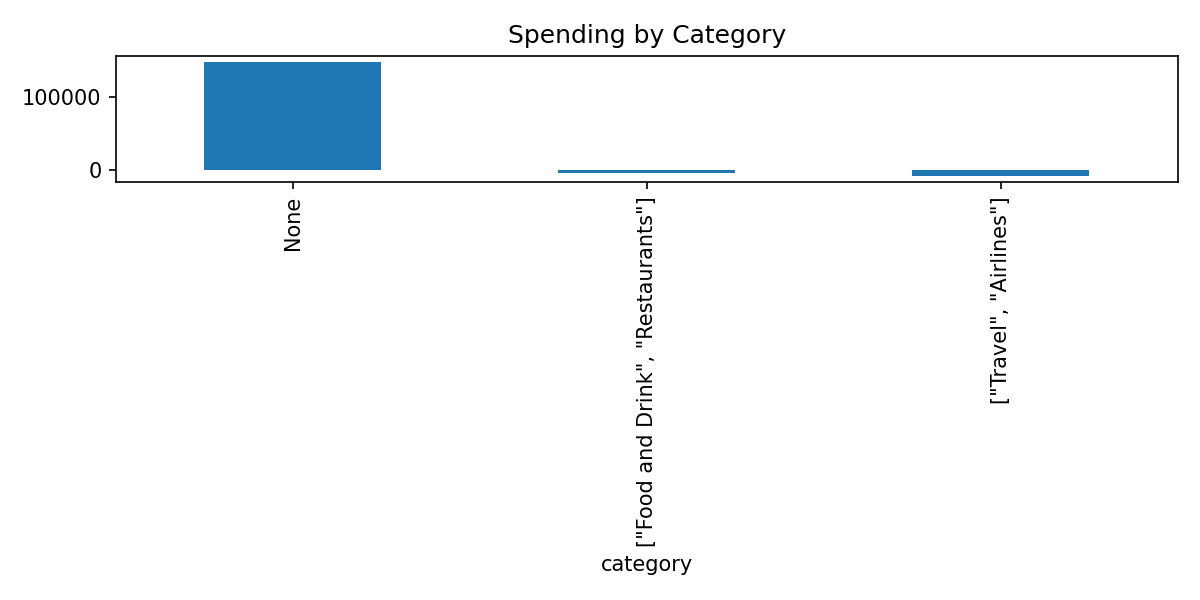 Spending by Category
100000
0
None
["Food and Drink", "Restaurants"]
["Travel", "Airlines"]
category